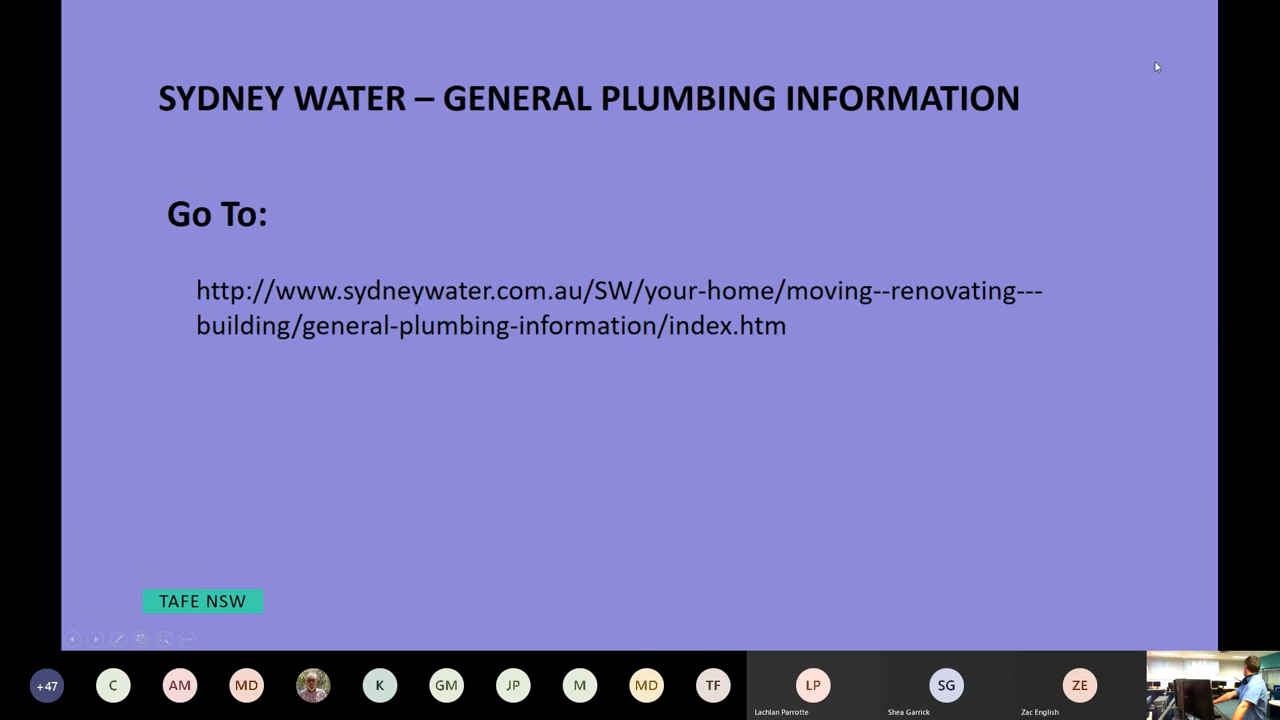 SYDNEY WATER – GENERAL PLUMBING INFORMATION
Go To:
http://www.sydneywater.com.au/SW/your-home/moving--renovating---
building/general-plumbing-information/index.htm
TAFE NSW
+47
C
AM
MD
K
GM
JP
M
MD
TF
LP
SG
ZE
Lachlan Parrotte
Shea Garrick
Zac English